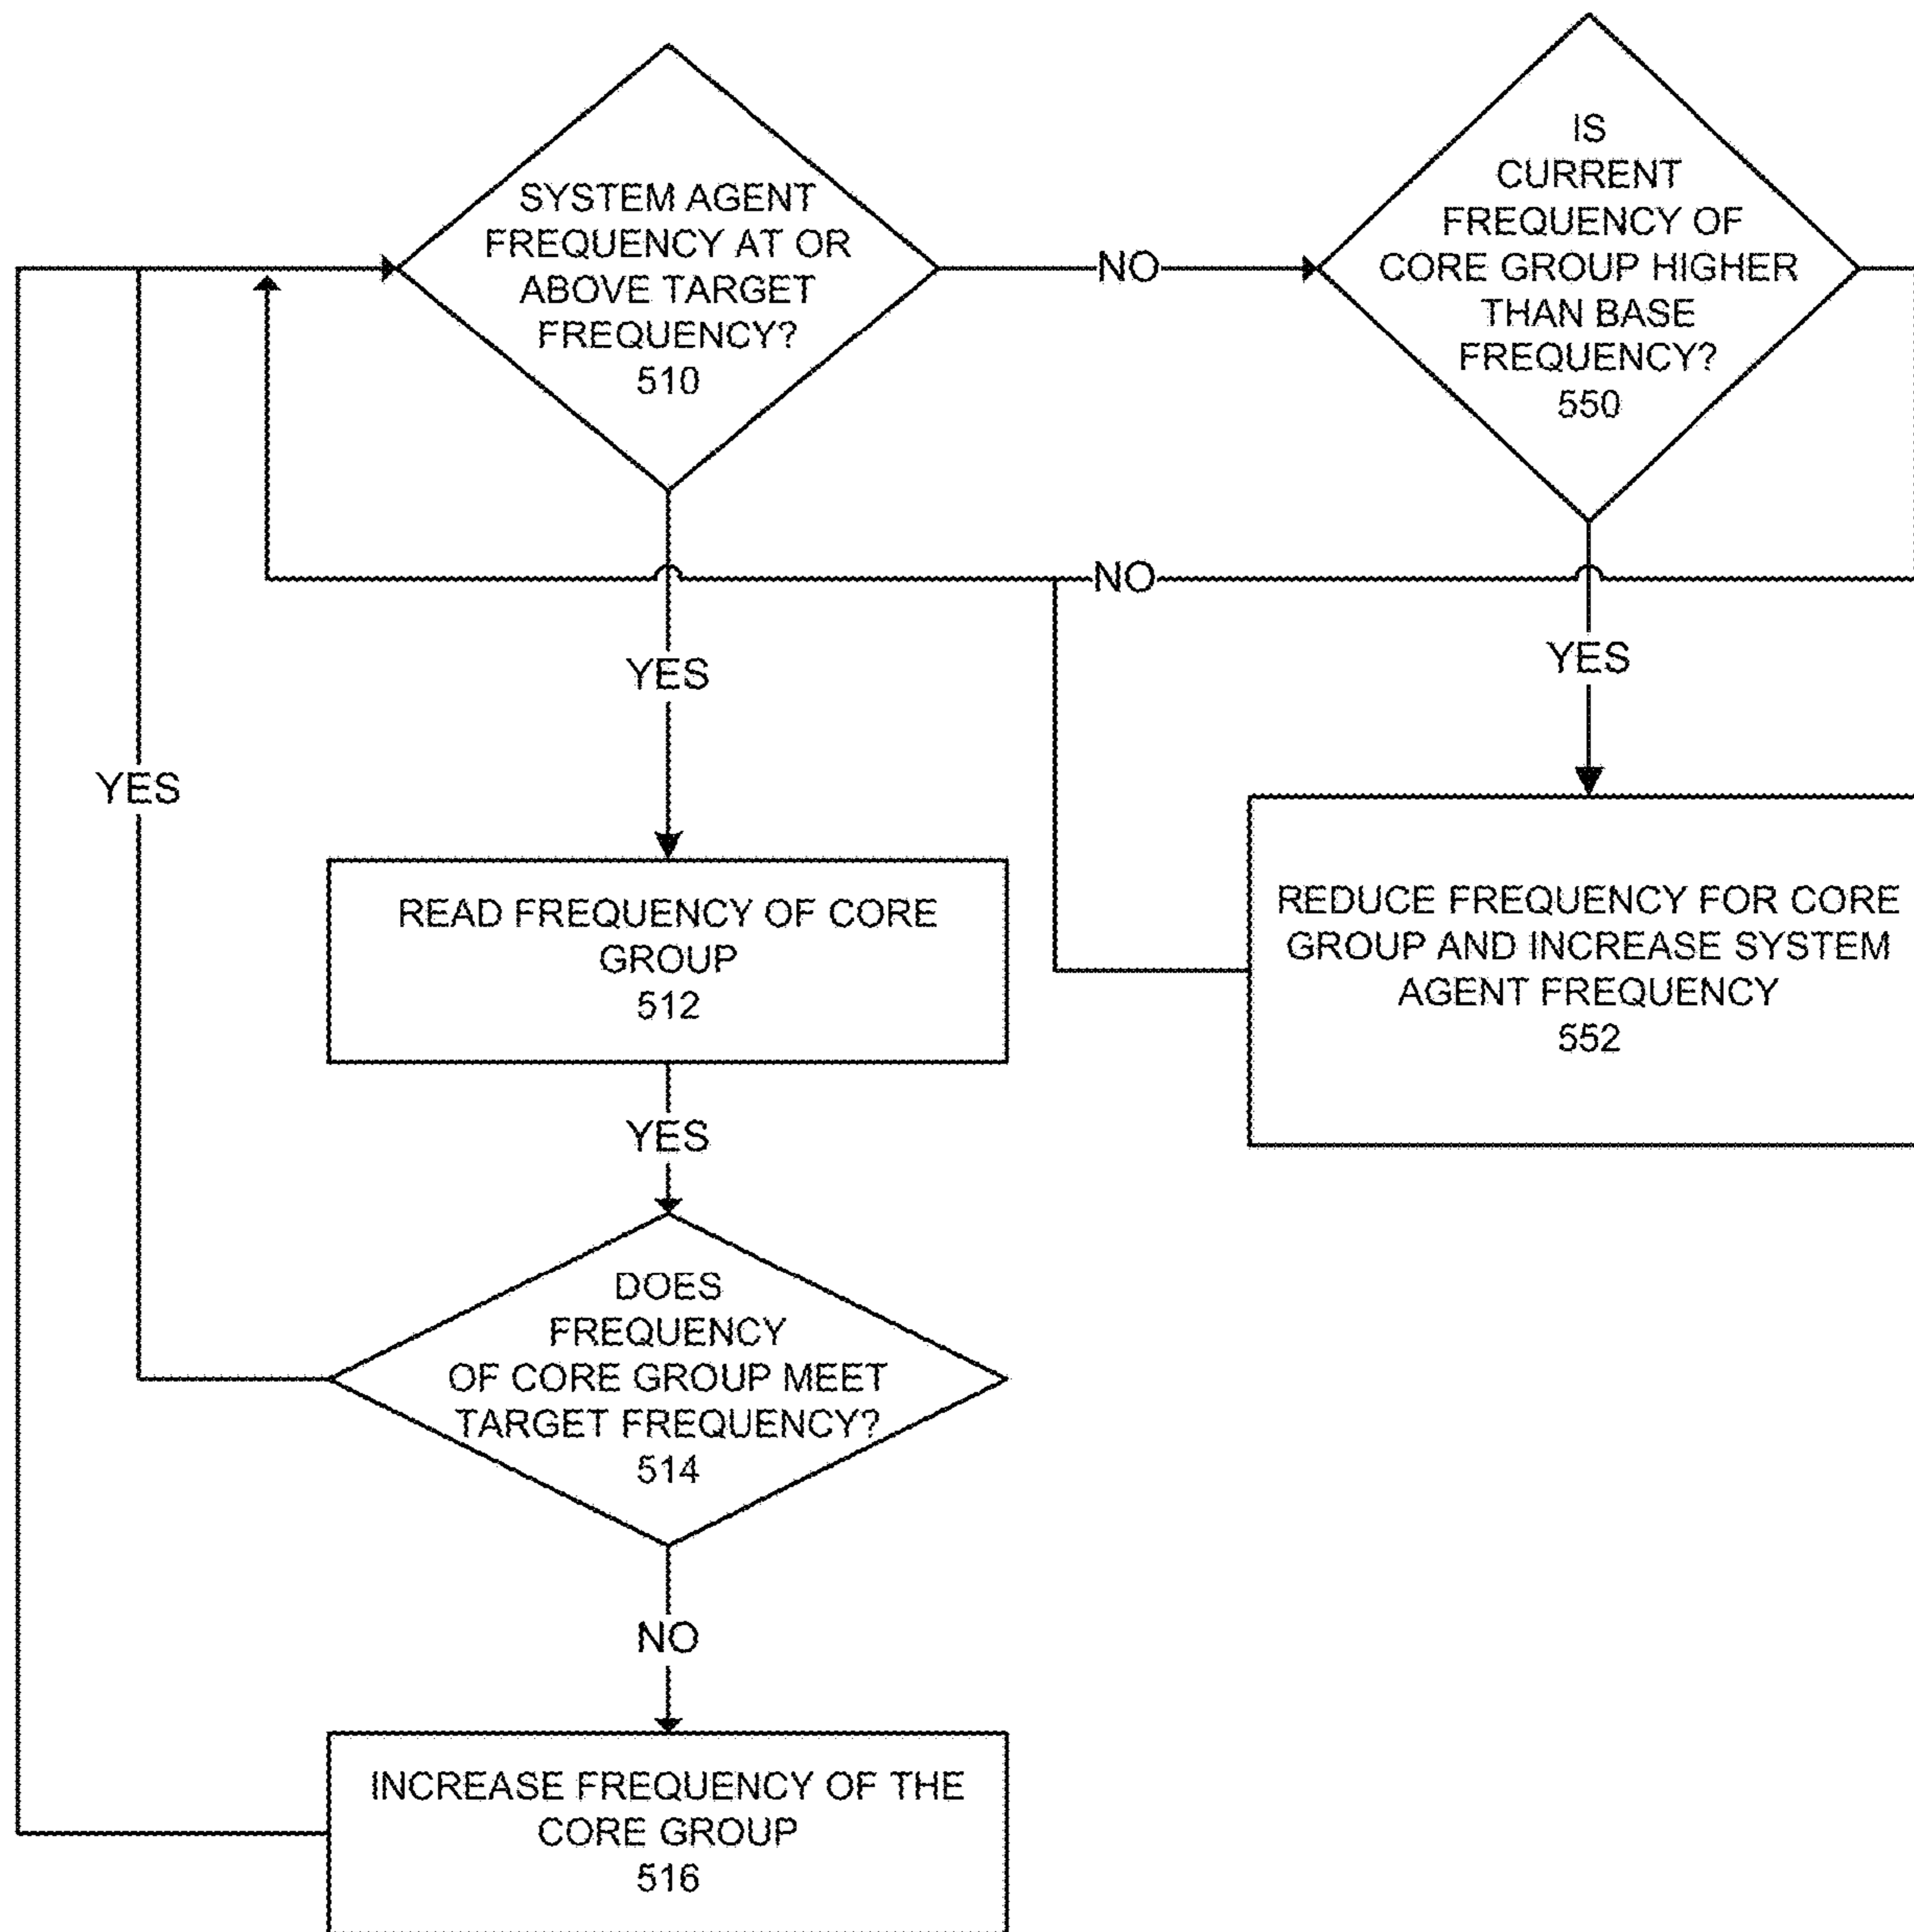 SYSTEM AGENT
FREQUENCY AT OR
ABOVE TARGET
FREQUENCY?
510
NO
IS
CURRENT
FREQUENCY OF
CORE GROUP HIGHER
THAN BASE
FREQUENCY?
550
NO
YES
YES
YES
READ FREQUENCY OF CORE
GROUP
512
REDUCE FREQUENCY FOR CORE
GROUP AND INCREASE SYSTEM
AGENT FREQUENCY
552
YES
DOES
FREQUENCY
OF CORE GROUP MEET
TARGET FREQUENCY?
514
NO
INCREASE FREQUENCY OF THE
CORE GROUP
516